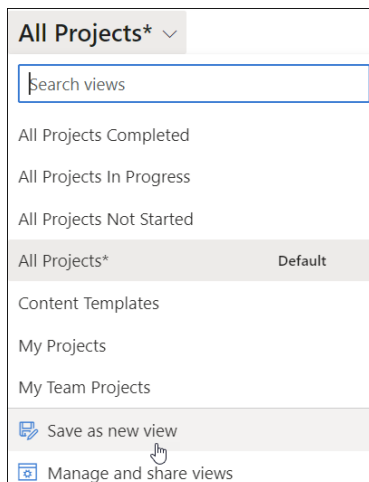 All Projects*
Search views
All Projects Completed
All Projects In Progress
All Projects Not Started
All Projects* Default
Content Templates
My Projects
My Team Projects
Save as new view
Manage and share views